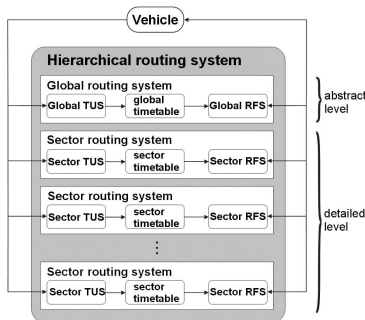 Vehicle
Hierarchical routing system
Global routing system
Global TUS
global
timetable
Global RFS
abstract
level
Sector routing system
Sector TUS
sector
timetable
Sector RFS
Sector routing system
Sector TUS
sector
timetable
Sector RFS
detailed
level
Sector routing system
Sector TUS
sector
timetable
Sector RFS